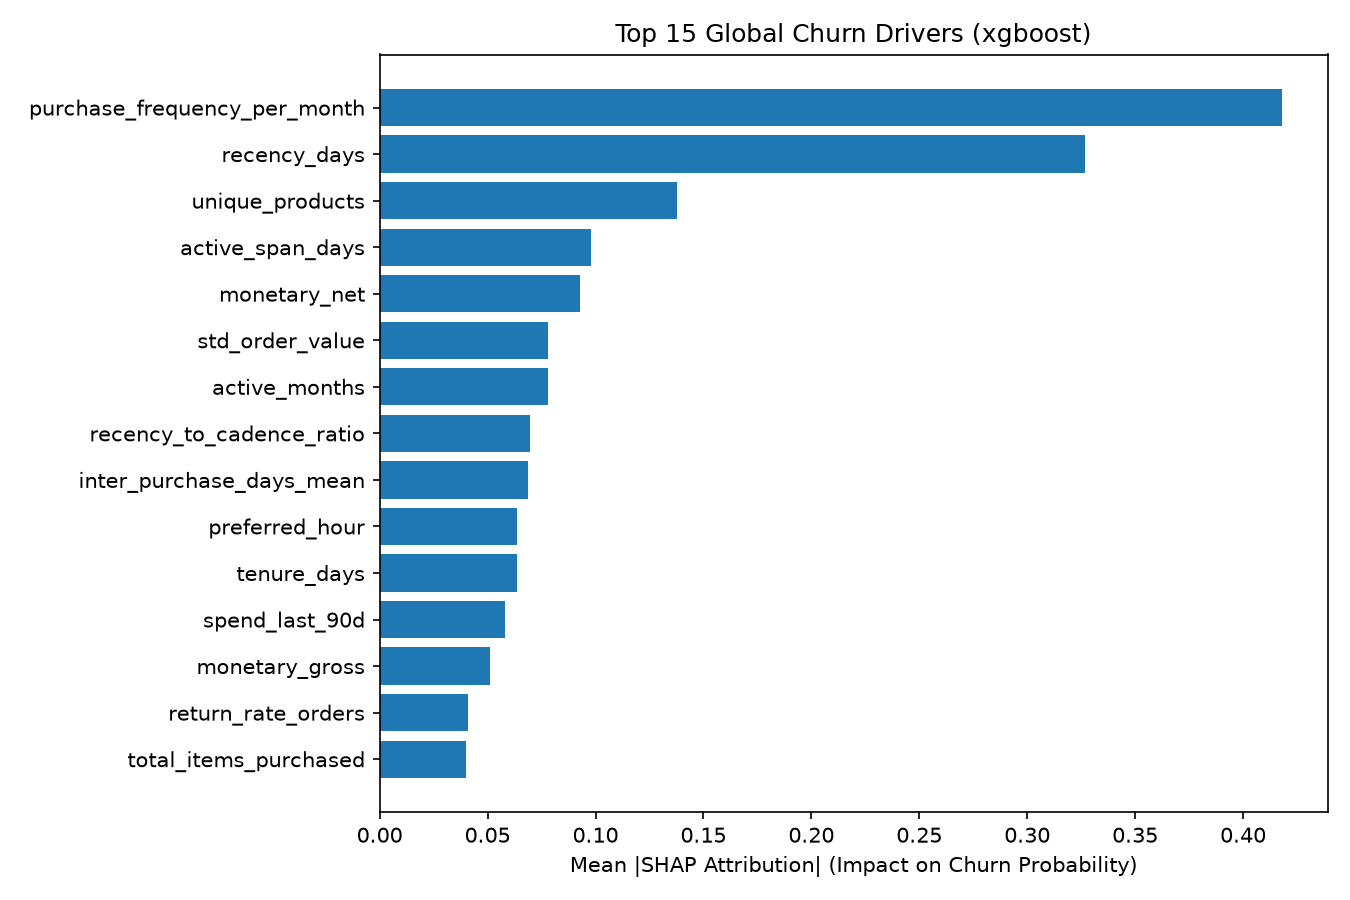 Top 15 Global Churn Drivers (xgboost)
purchase_frequency_per_month
recency_days
unique_products
active_span_days
monetary_net
std_order_value
active_months
recency_to_cadence_ratio
inter_purchase_days_mean
preferred_hour
tenure_days
spend_last_90d
monetary_gross
return_rate_orders
total_items_purchased
0.00 0.05 0.10 0.15 0.20 0.25 0.30 0.35 0.40
Mean |SHAP Attribution| (Impact on Churn Probability)